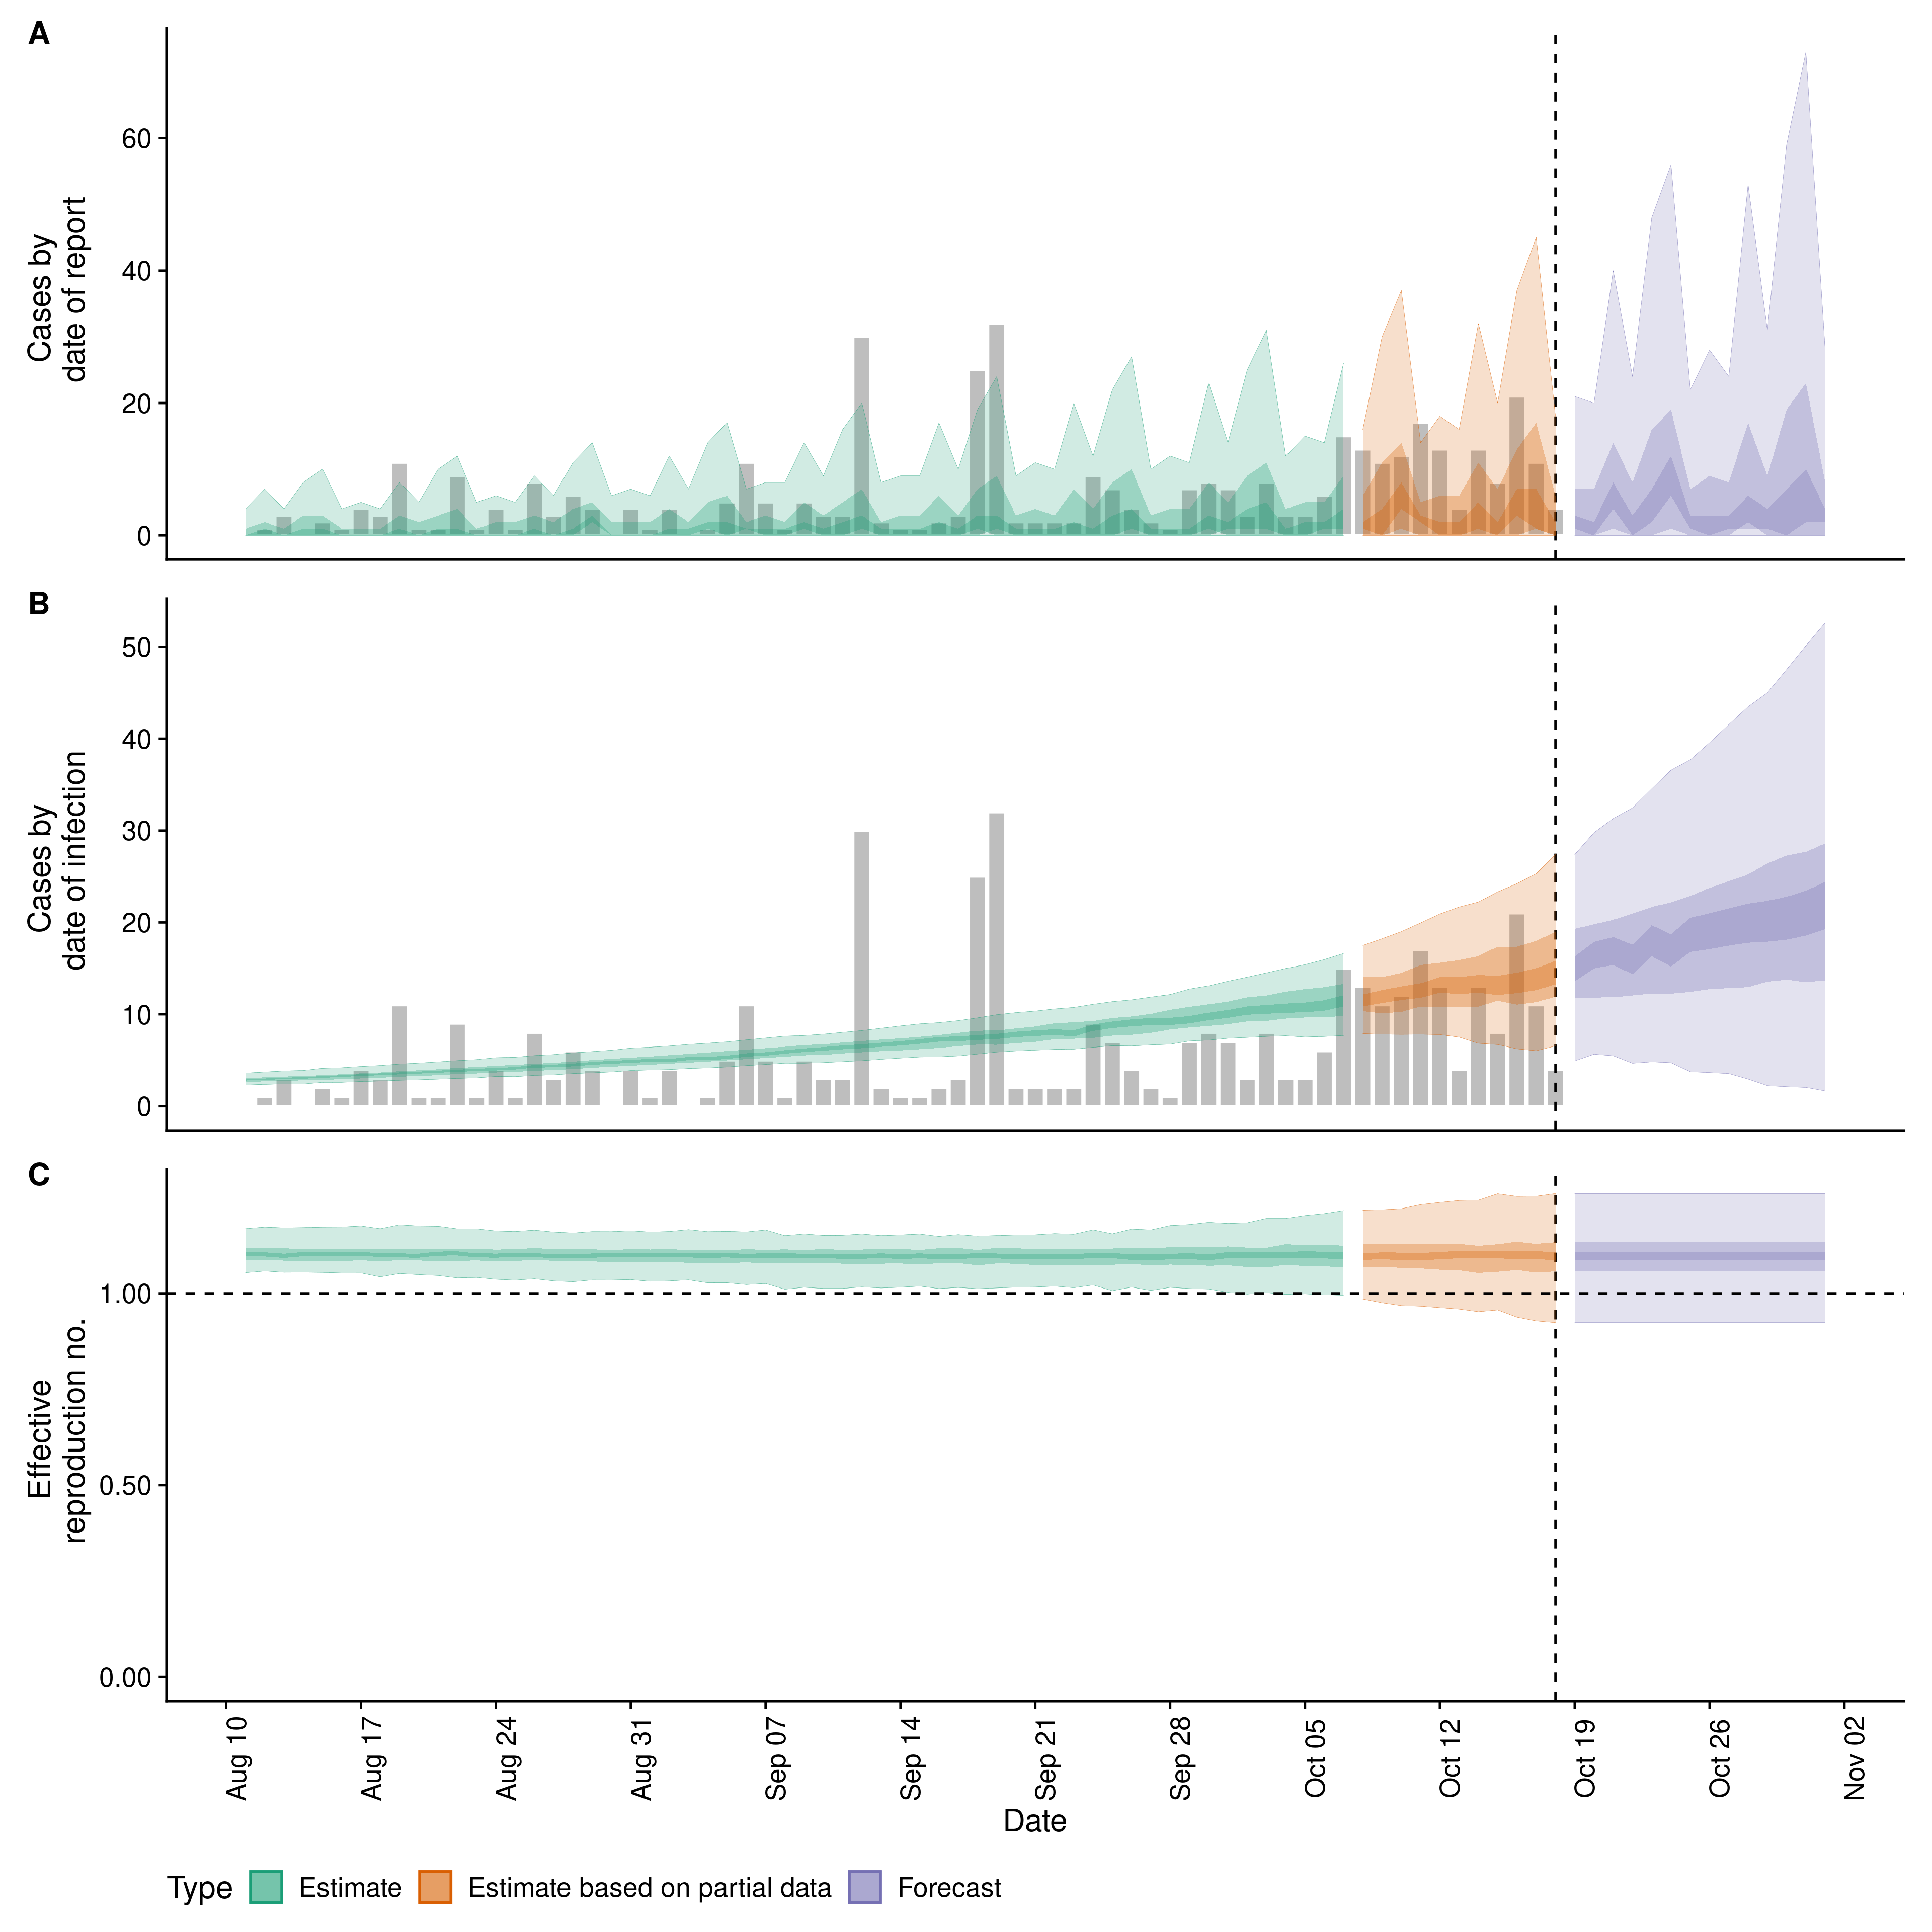 A
Cases by
date of report
60
40
20
0
B
Cases by
date of infection
50
40
30
20
10
0
C
Effective
reproduction no.
1.00
0.50
0.00
Aug 10
Aug 17
Aug 24
Aug 31
Sep 07
Sep 14
Sep 21
Sep 28
Oct 05
Oct 12
Oct 19
Oct 26
Nov 02
Date
Type Estimate Estimate based on partial data Forecast